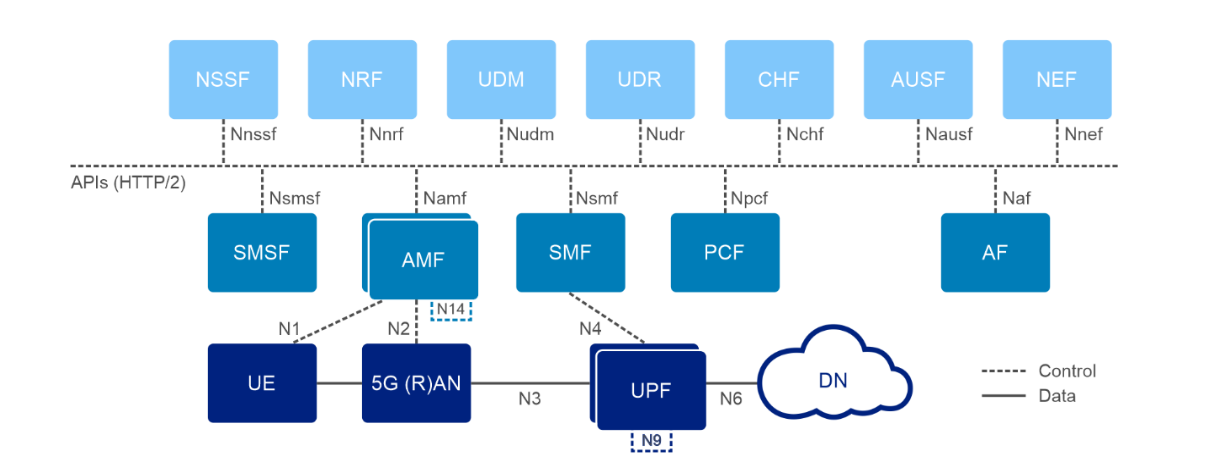 NSSF NRF UDM UDR CHF AUSF NEF
Nnssf Nnrf Nudm Nudr Nchf Nausf Nnef
APIs (HTTP/2)
Nsmsf Namf Nsmf Npcf Naf
SMSF AMF SMF PCF AF
N14
N1 N2 N4
UE 5G (R)AN UPF DN
N3 N6
N9
Control
Data